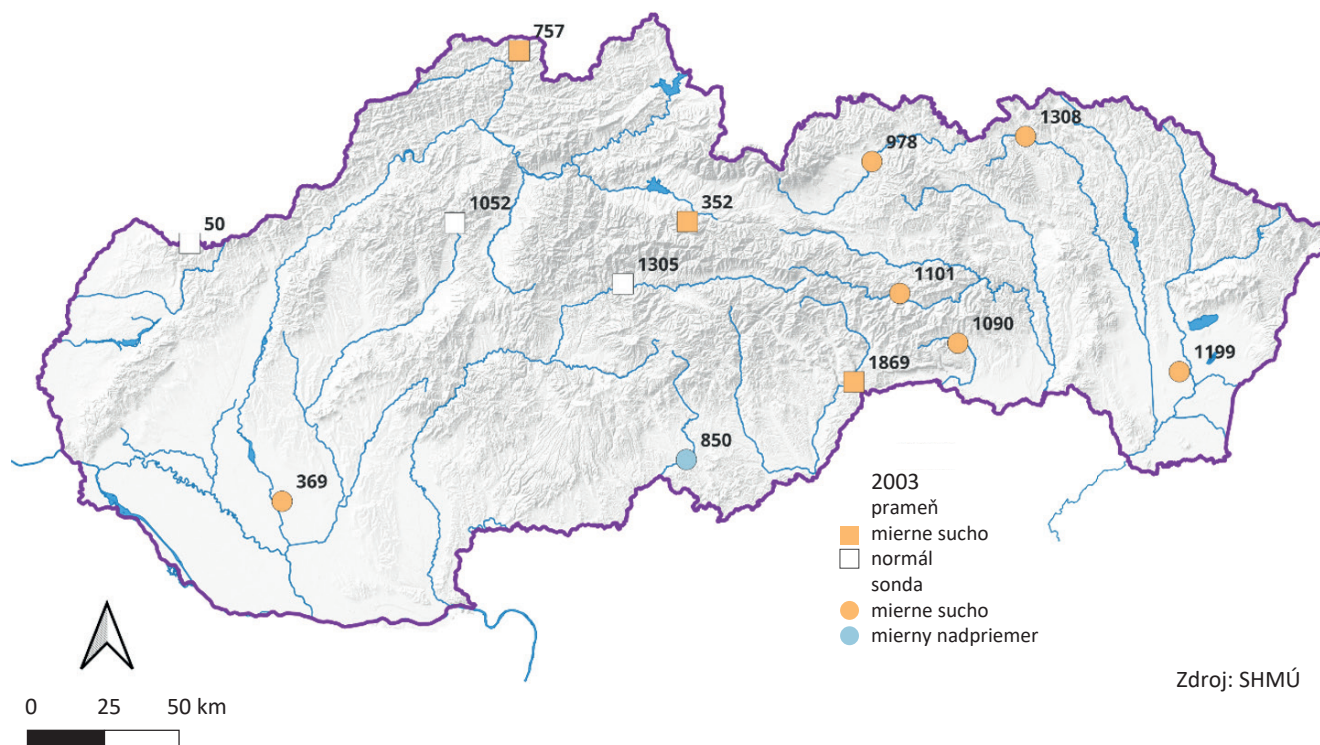 757
1308
978
50
1052
352
1305
1101
1090
1199
1869
850
369
2003
prameň
mierne sucho
normál
sonda
mierne sucho
mierny nadpriemer
Zdroj: SHMÚ
0 25 50 km